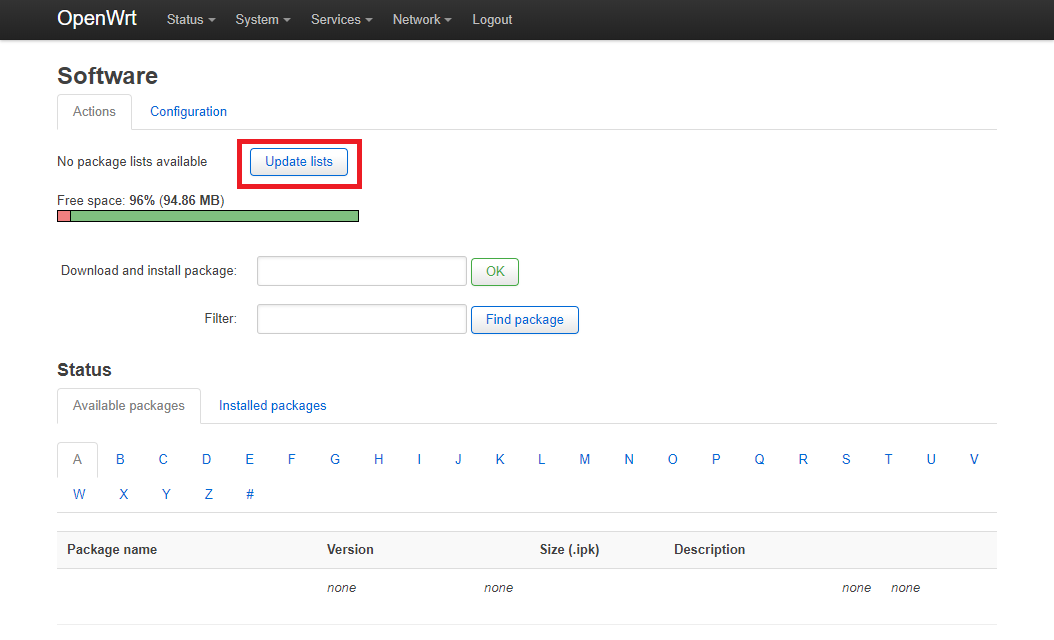 OpenWrt Status System Services Network Logout
Software
Actions Configuration
No package lists available Update lists
Free space: 96% (94.86 MB)
Download and install package: OK
Filter: Find package
Status
Available packages Installed packages
A B C D E F G H I J K L M N O P Q R S T U V
W X Y Z #
Package name Version Size (.ipk) Description
none none none none